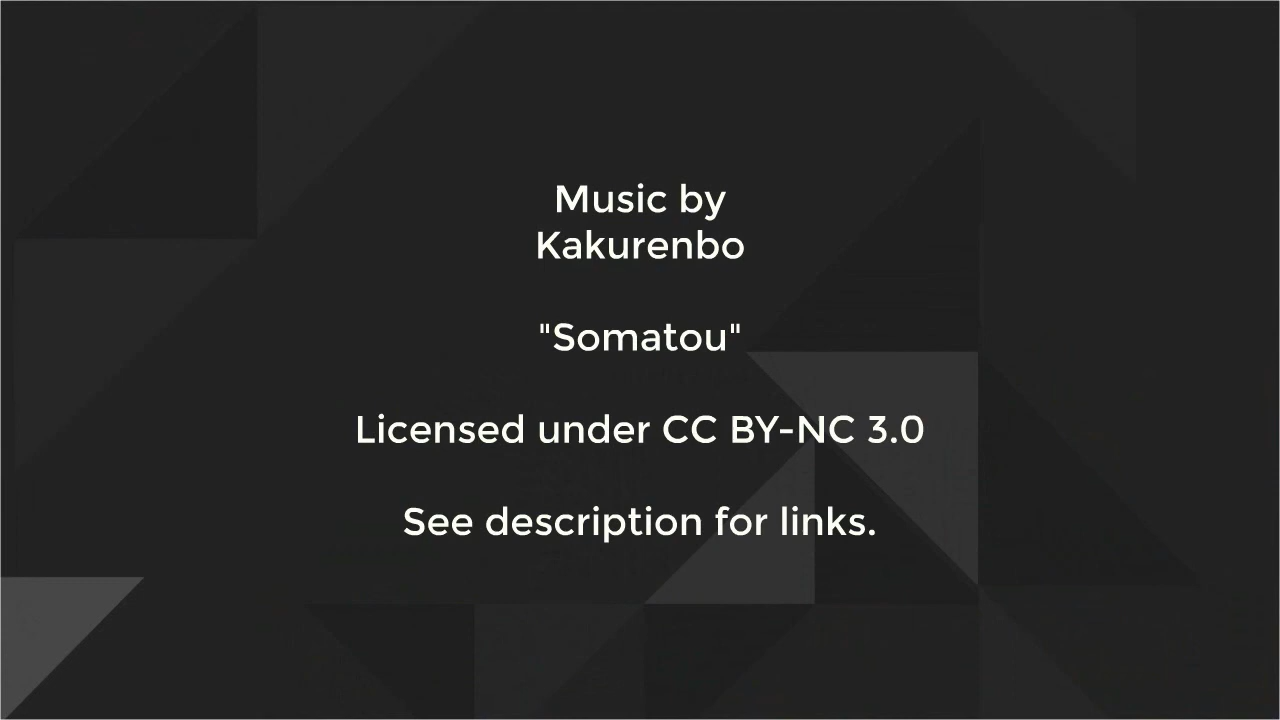 Music by
Kakurenbo
"Somatou"
Licensed under CC BY-NC 3.0
See description for links.